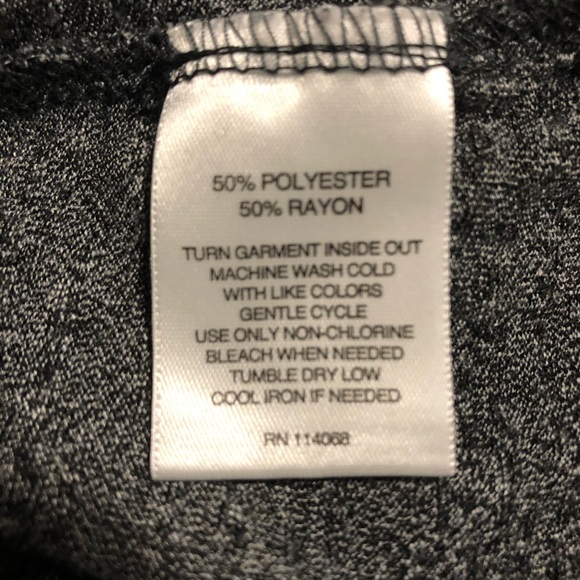 50% POLYESTER
50% RAYON
TURN GARMENT INSIDE OUT
MACHINE WASH COLD
WITH LIKE COLORS
GENTLE CYCLE
USE ONLY NON-CHLORINE
BLEACH WHEN NEEDED
TUMBLE DRY LOW
COOL IRON IF NEEDED
RN 114068